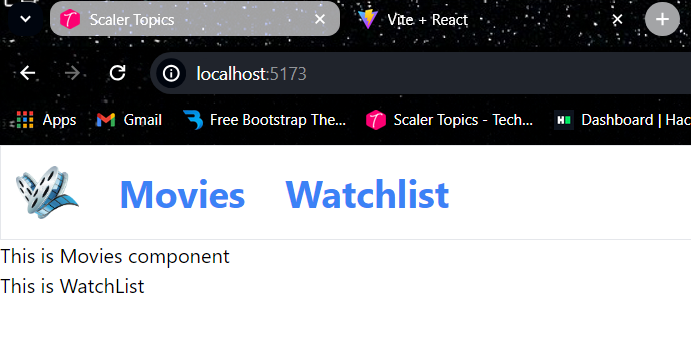 Scaler Topics
Vite + React
localhost:5173
Apps Gmail Free Bootstrap The... Scaler Topics - Tech... Dashboard | Hac
Movies Watchlist
This is Movies component
This is WatchList